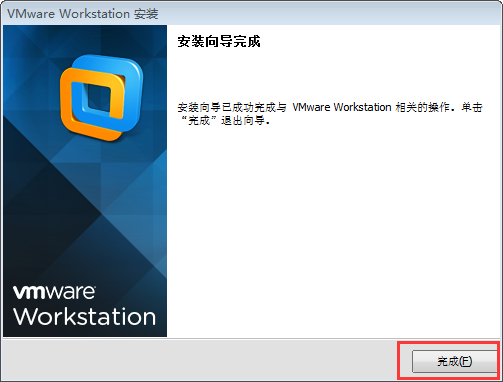 VMware Workstation 安装
安装向导完成
安装向导已成功完成与 VMware Workstation 相关的操作。单击
“完成”退出向导。
vmware
Workstation
完成(F)